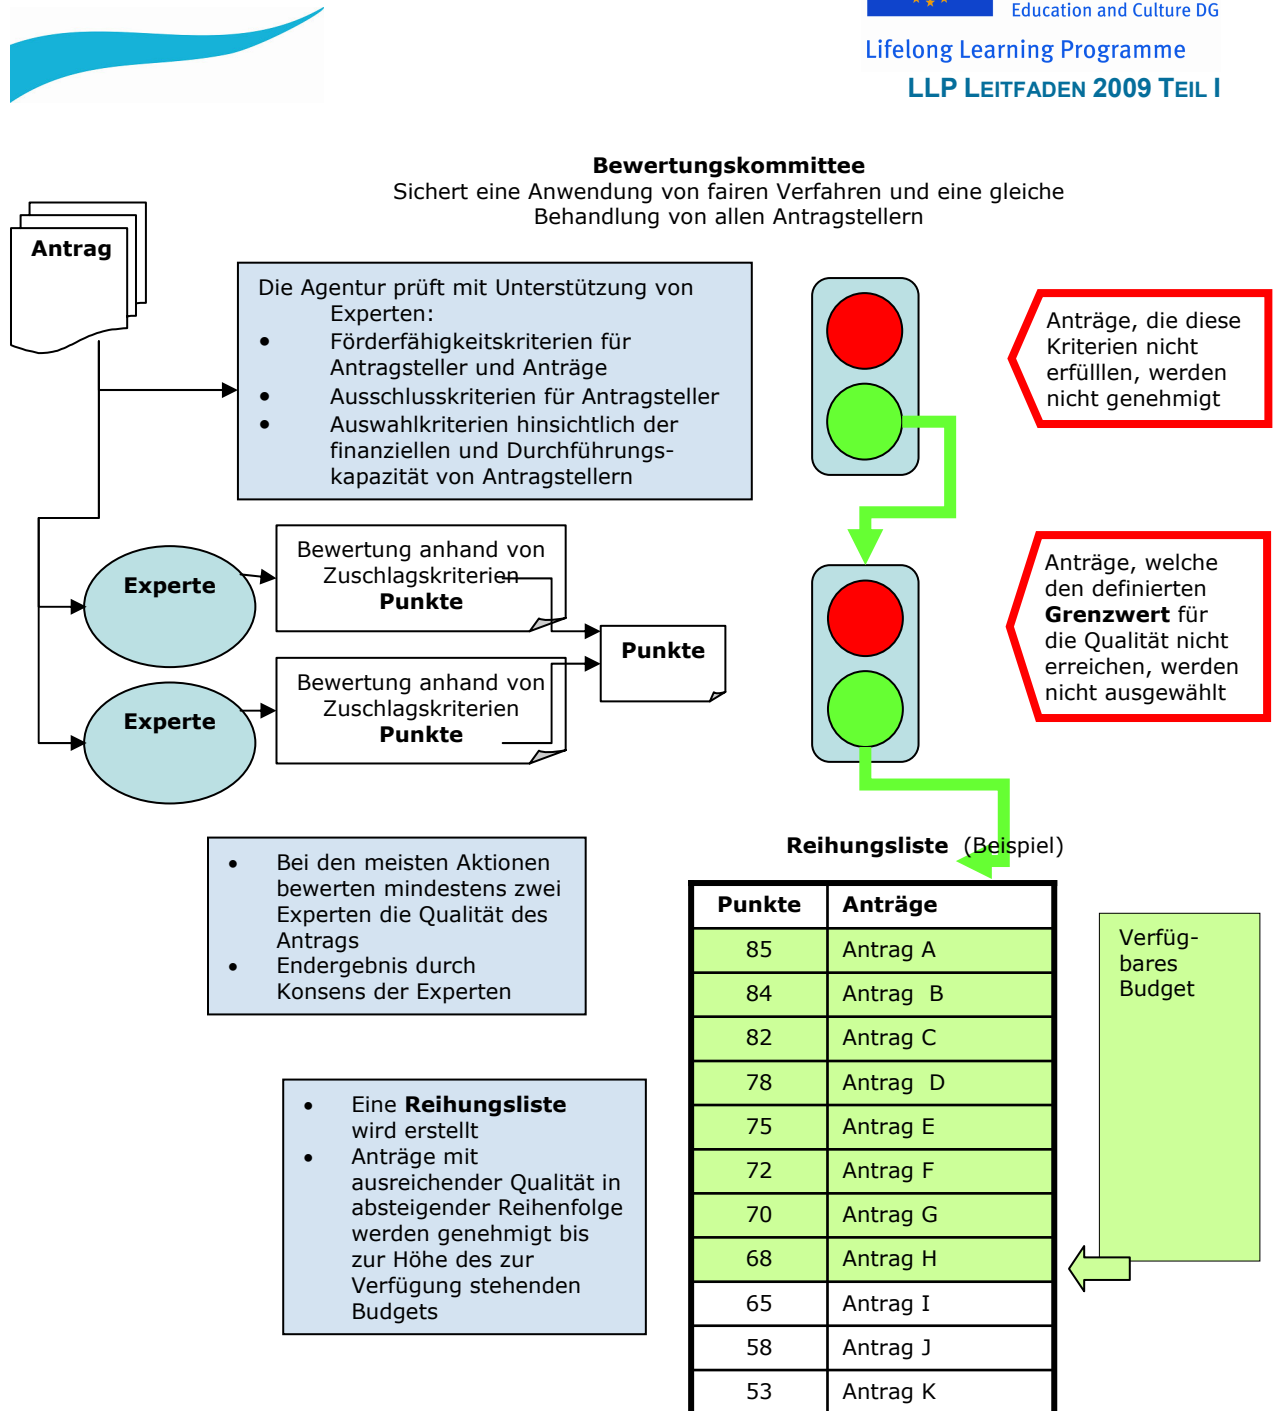 Education and Culture DG
Lifelong Learning Programme
LLP LEITFADEN 2009 TEIL I
Bewertungskommittee
Sichert eine Anwendung von fairen Verfahren und eine gleiche
Behandlung von allen Antragstellern
Antrag
Die Agentur prüft mit Unterstützung von
Experten:
• Förderfähigkeitskriterien für
Antragsteller und Anträge
• Ausschlusskriterien für Antragsteller
• Auswahlkriterien hinsichtlich der
finanziellen und Durchführungs-
kapazität von Antragstellern
Anträge, die diese
Kriterien nicht
erfülllen, werden
nicht genehmigt
Experte
Bewertung anhand von
Zuschlagskriterien
Punkte
Experte
Bewertung anhand von
Zuschlagskriterien
Punkte
Punkte
Anträge, welche
den definierten
Grenzwert für
die Qualität nicht
erreichen, werden
nicht ausgewählt
• Bei den meisten Aktionen
bewerten mindestens zwei
Experten die Qualität des
Antrags
• Endergebnis durch
Konsens der Experten
• Eine Reihungsliste
wird erstellt
• Anträge mit
ausreichender Qualität in
absteigender Reihenfolge
werden genehmigt bis
zur Höhe des zur
Verfügung stehenden
Budgets
Reihungsliste (Beispiel)
Punkte Anträge
85 Antrag A
84 Antrag B
82 Antrag C
78 Antrag D
75 Antrag E
72 Antrag F
70 Antrag G
68 Antrag H
65 Antrag I
58 Antrag J
53 Antrag K
Verfüg-
bares
Budget